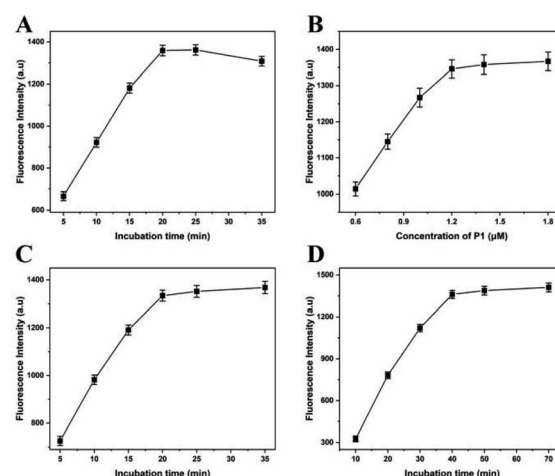 A
Fluorescence Intensity (a.u)
1400
1200
1000
800
600
5 10 15 20 25 30 35
Incubation time (min)
B
Fluorescence Intensity (a.u)
1400
1300
1200
1100
1000
0.6 0.9 1.2 1.5 1.8
Concentration of P1 (μM)
C
Fluorescence Intensity (a.u)
1400
1200
1000
800
5 10 15 20 25 30 35
Incubation time (min)
D
Fluorescence Intensity (a.u)
1500
1200
900
600
300
10 20 30 40 50 60 70
Incubation time (min)